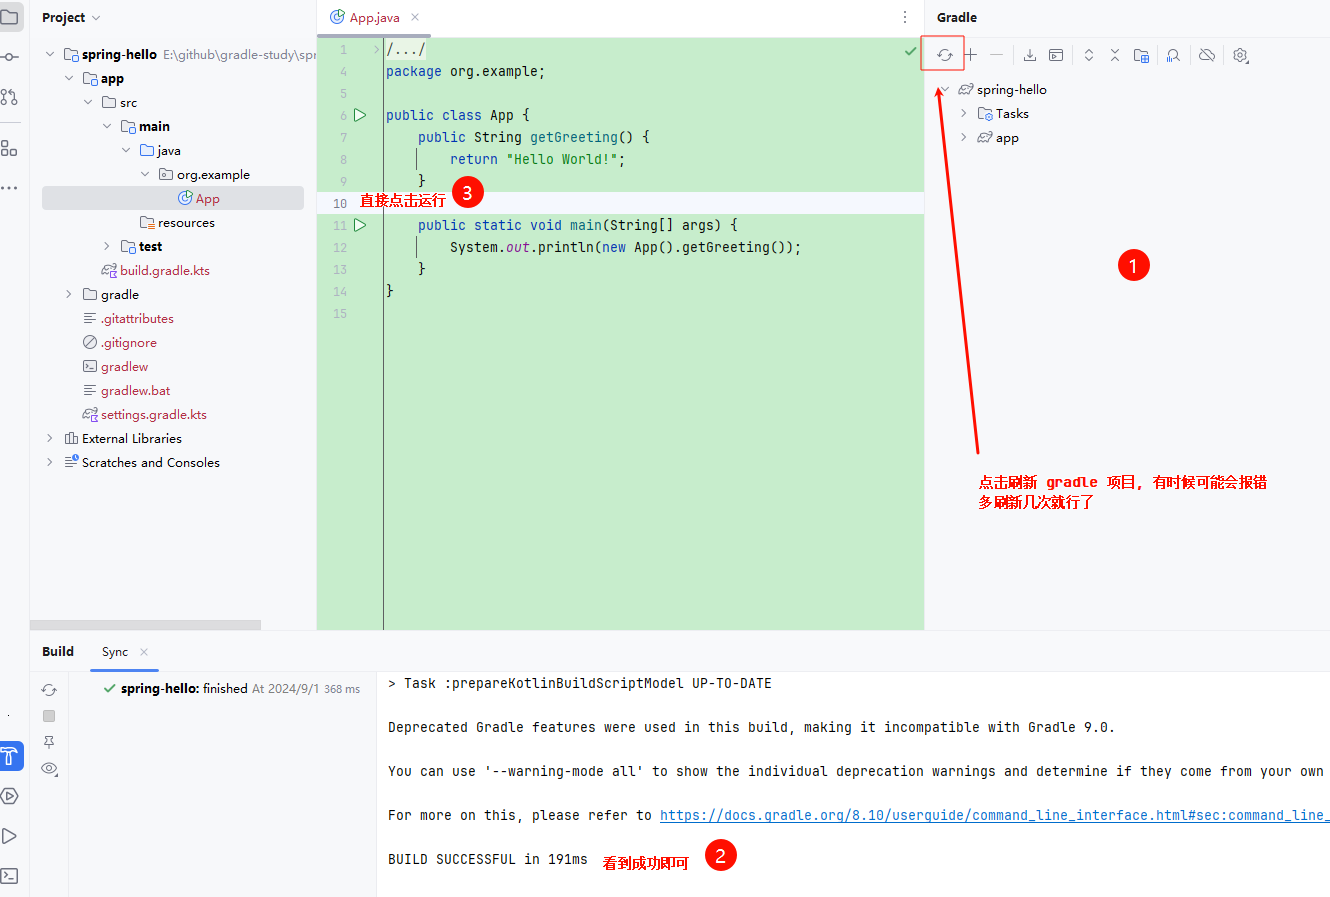 Project
App.java
Gradle
spring-hello E:\github\gradle-study\spr
app
src
main
java
org.example
App
resources
test
build.gradle.kts
gradle
.gitattributes
.gitignore
gradlew
gradlew.bat
settings.gradle.kts
External Libraries
Scratches and Consoles
1 /.../
4 package org.example;
5
6 public class App {
7 public String getGreeting() {
8 return "Hello World!";
9 }
10 直接点击运行 3
11 public static void main(String[] args) {
12 System.out.println(new App().getGreeting());
13 }
14 }
15
spring-hello
Tasks
app
1
点击刷新 gradle 项目，有时候可能会报错
多刷新几次就行了
Build Sync
spring-hello: finished At 2024/9/1 368 ms
> Task :prepareKotlinBuildScriptModel UP-TO-DATE
Deprecated Gradle features were used in this build, making it incompatible with Gradle 9.0.
You can use '--warning-mode all' to show the individual deprecation warnings and determine if they come from your own
For more on this, please refer to https://docs.gradle.org/8.10/userguide/command_line_interface.html#sec:command_line_
BUILD SUCCESSFUL in 191ms 看到成功即可 2